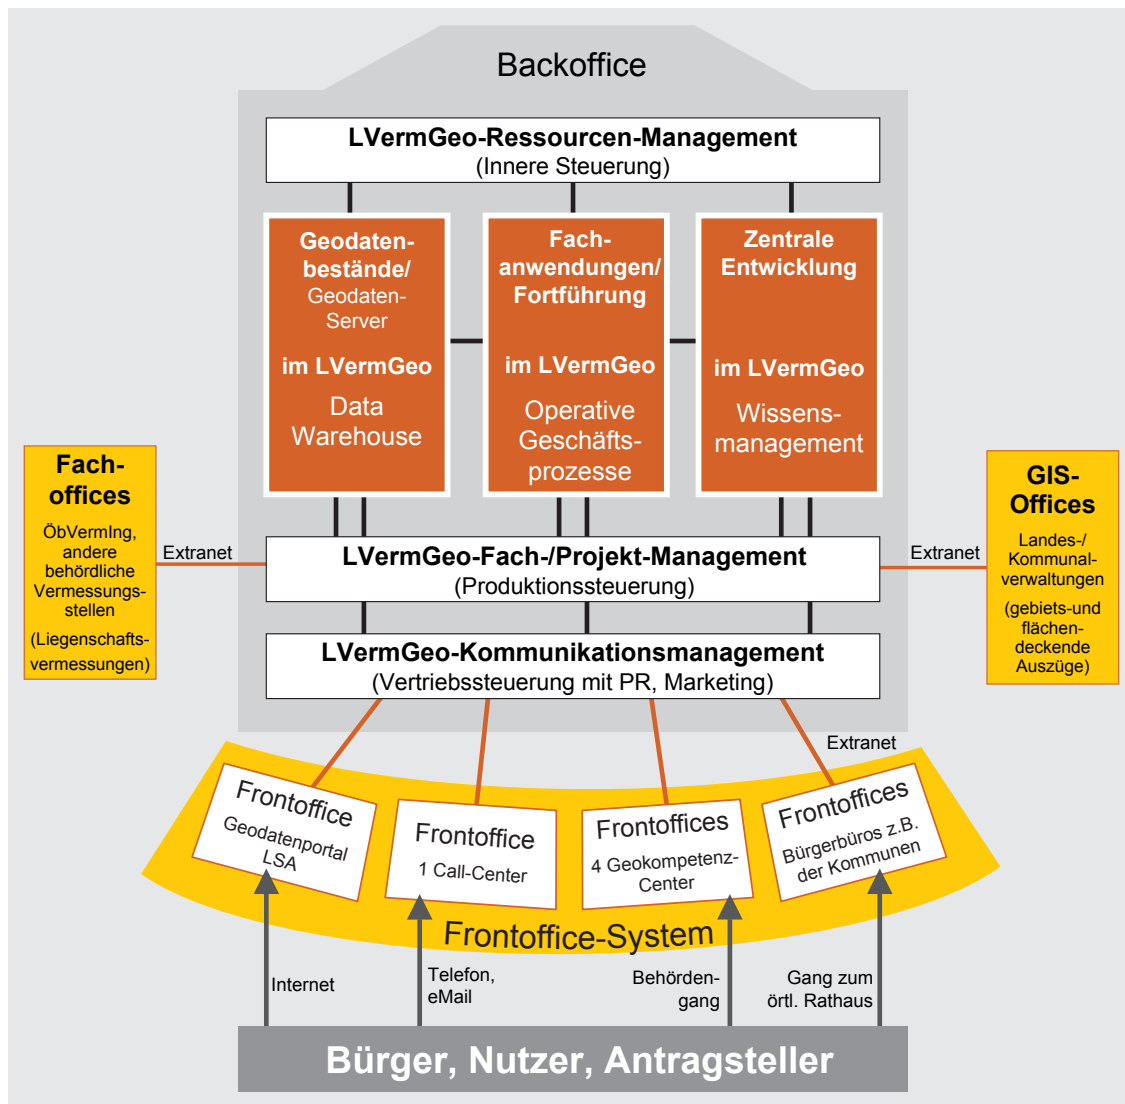 Backoffice
LVermGeo-Ressourcen-Management
(Innere Steuerung)
Geodaten-
bestände/
Geodaten-
Server
im LVermGeo
Data
Warehouse
Fach-
anwendungen/
Fortführung
im LVermGeo
Operative
Geschäfts-
prozesse
Zentrale
Entwicklung
im LVermGeo
Wissens-
management
Fach-
offices
ÖbVermIng,
andere
behördliche
Vermessungs-
stellen
(Liegenschafts-
vermessungen)
Extranet
LVermGeo-Fach-/Projekt-Management
(Produktionssteuerung)
Extranet
GIS-
Offices
Landes-/
Kommunal-
verwaltungen
(gebiets-und
flächen-
deckende
Auszüge)
LVermGeo-Kommunikationsmanagement
(Vertriebssteuerung mit PR, Marketing)
Extranet
Frontoffice
Geodatenportal
LSA
Frontoffice
1 Call-Center
Frontoffices
4 Geokompetenz-
Center
Frontoffices
Bürgerbüros z.B.
der Kommunen
Frontoffice-System
Internet
Telefon,
eMail
Behörden-
gang
Gang zum
örtl. Rathaus
Bürger, Nutzer, Antragsteller